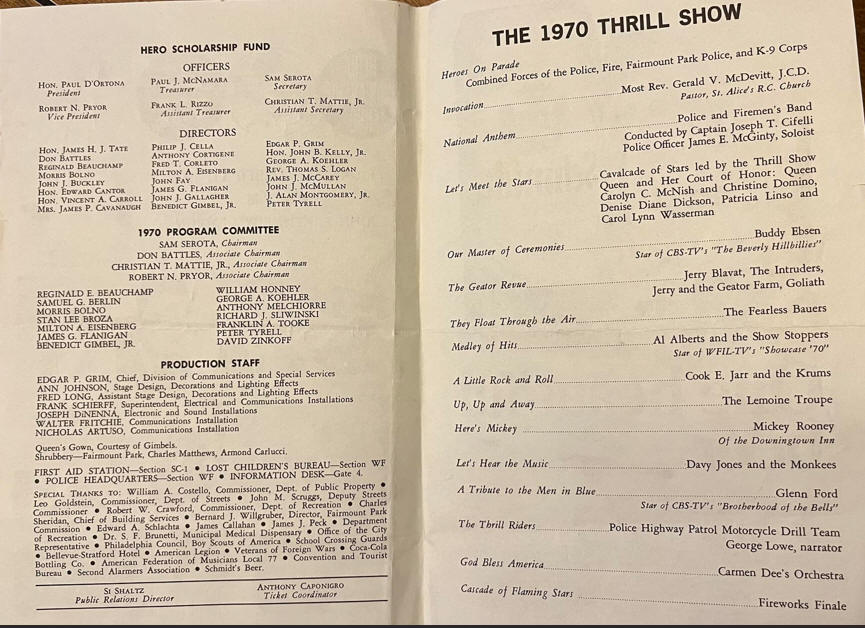 HERO SCHOLARSHIP FUND
OFFICERS
HON. PAUL D'ORTONA
President
PAUL J. MCNAMARA
Treasurer
SAM SEROTA
Secretary
ROBERT N. PRYOR
Vice President
FRANK L. RIZZO
Assistant Treasurer
CHRISTIAN T. MATTIE, JR.
Assistant Secretary
DIRECTORS
HON. JAMES H. J. TATE
DON BATTLES
REGINALD BEAUCHAMP
MORRIS BOLNO
JOHN J. BUCKLEY
HON. EDWARD CANTOR
HON. VINCENT A. CARROLL
MRS. JAMES P. CAVANAUGH
PHILIP J. CELLA
ANTHONY CORTIGENE
FRED T. CORLETO
MILTON A. EISENBERG
JOHN FAY
JAMES G. FLANIGAN
JOHN J. GALLAGHER
BENEDICT GIMBEL, JR.
EDGAR P. GRIM
HON. JOHN B. KELLY, JR.
GEORGE A. KOEHLER
REV. THOMAS S. LOGAN
JAMES J. MCCAREY
JOHN J. MCMULLAN
J. ALAN MONTGOMERY, JR.
PETER TYRELL
1970 PROGRAM COMMITTEE
SAM SEROTA, Chairman
DON BATTLES, Associate Chairman
CHRISTIAN T. MATTIE, JR., Associate Chairman
ROBERT N. PRYOR, Associate Chairman
REGINALD E. BEAUCHAMP
SAMUEL G. BERLIN
MORRIS BOLNO
STAN LEE BROZA
MILTON A. EISENBERG
JAMES G. FLANIGAN
BENEDICT GIMBEL, JR.
WILLIAM HONNEY
GEORGE A. KOEHLER
ANTHONY MELCHIORRE
RICHARD J. SLIWINSKI
FRANKLIN A. TOOKE
PETER TYRELL
DAVID ZINKOFF
PRODUCTION STAFF
EDGAR P. GRIM, Chief, Division of Communications and Special Services
ANN JOHNSON, Stage Design, Decorations and Lighting Effects
FRED LONG, Assistant Stage Design, Decorations and Lighting Effects
FRANK SCHIERFF, Superintendent, Electrical and Communications Installations
JOSEPH DINENNA, Electronic and Sound Installations
WALTER FRITCHIE, Communications Installation
NICHOLAS ARTUSO, Communications Installation
Queen's Gown, Courtesy of Gimbels.
Shrubbery—Fairmount Park, Charles Matthews, Armond Carlucci.
FIRST AID STATION—Section SC-1 • LOST CHILDREN'S BUREAU—Section WF
• POLICE HEADQUARTERS—Section WF • INFORMATION DESK—Gate 4.
SPECIAL THANKS TO: William A. Costello, Commissioner, Dept. of Public Property •
Leo Goldstein, Commissioner, Dept. of Streets • John M. Scruggs, Deputy Streets
Commissioner • Robert W. Crawford, Commissioner, Dept. of Recreation • Charles
Sheridan, Chief of Building Services • Bernard J. Willgruber, Director, Fairmount Park
Commission • Edward A. Schlachta • James Callahan • James J. Peck • Department
of Recreation • Dr. S. F. Brunetti, Municipal Medical Dispensary • Office of the City
Representative • Philadelphia Council, Boy Scouts of America • School Crossing Guards
• Bellevue-Stratford Hotel • American Legion • Veterans of Foreign Wars • Coca-Cola
Bottling Co. • American Federation of Musicians Local 77 • Convention and Tourist
Bureau • Second Alarmers Association • Schmidt's Beer.
SI SHALTZ
Public Relations Director
ANTHONY CAPONIGRO
Ticket Coordinator
THE 1970 THRILL SHOW
Heroes On Parade
Combined Forces of the Police, Fire, Fairmount Park Police, and K-9 Corps
Invocation Most Rev. Gerald V. McDevitt, J.C.D.
Pastor, St. Alice's R.C. Church
National Anthem Police and Firemen's Band
Conducted by Captain Joseph T. Cifelli
Police Officer James E. McGinty, Soloist
Let's Meet the Stars Cavalcade of Stars led by the Thrill Show
Queen and Her Court of Honor: Queen
Carolyn C. McNish and Christine Domino,
Denise Diane Dickson, Patricia Linso and
Carol Lynn Wasserman
Our Master of Ceremonies Buddy Ebsen
Star of CBS-TV's "The Beverly Hillbillies"
The Geator Revue Jerry Blavat, The Intruders,
Jerry and the Geator Farm, Goliath
They Float Through the Air The Fearless Bauers
Medley of Hits Al Alberts and the Show Stoppers
Star of WFIL-TV's "Showcase '70"
A Little Rock and Roll Cook E. Jarr and the Krums
Up, Up and Away The Lemoine Troupe
Here's Mickey Mickey Rooney
Of the Downingtown Inn
Let's Hear the Music Davy Jones and the Monkees
A Tribute to the Men in Blue Glenn Ford
Star of CBS-TV's "Brotherhood of the Bells"
The Thrill Riders Police Highway Patrol Motorcycle Drill Team
George Lowe, narrator
God Bless America Carmen Dee's Orchestra
Cascade of Flaming Stars Fireworks Finale